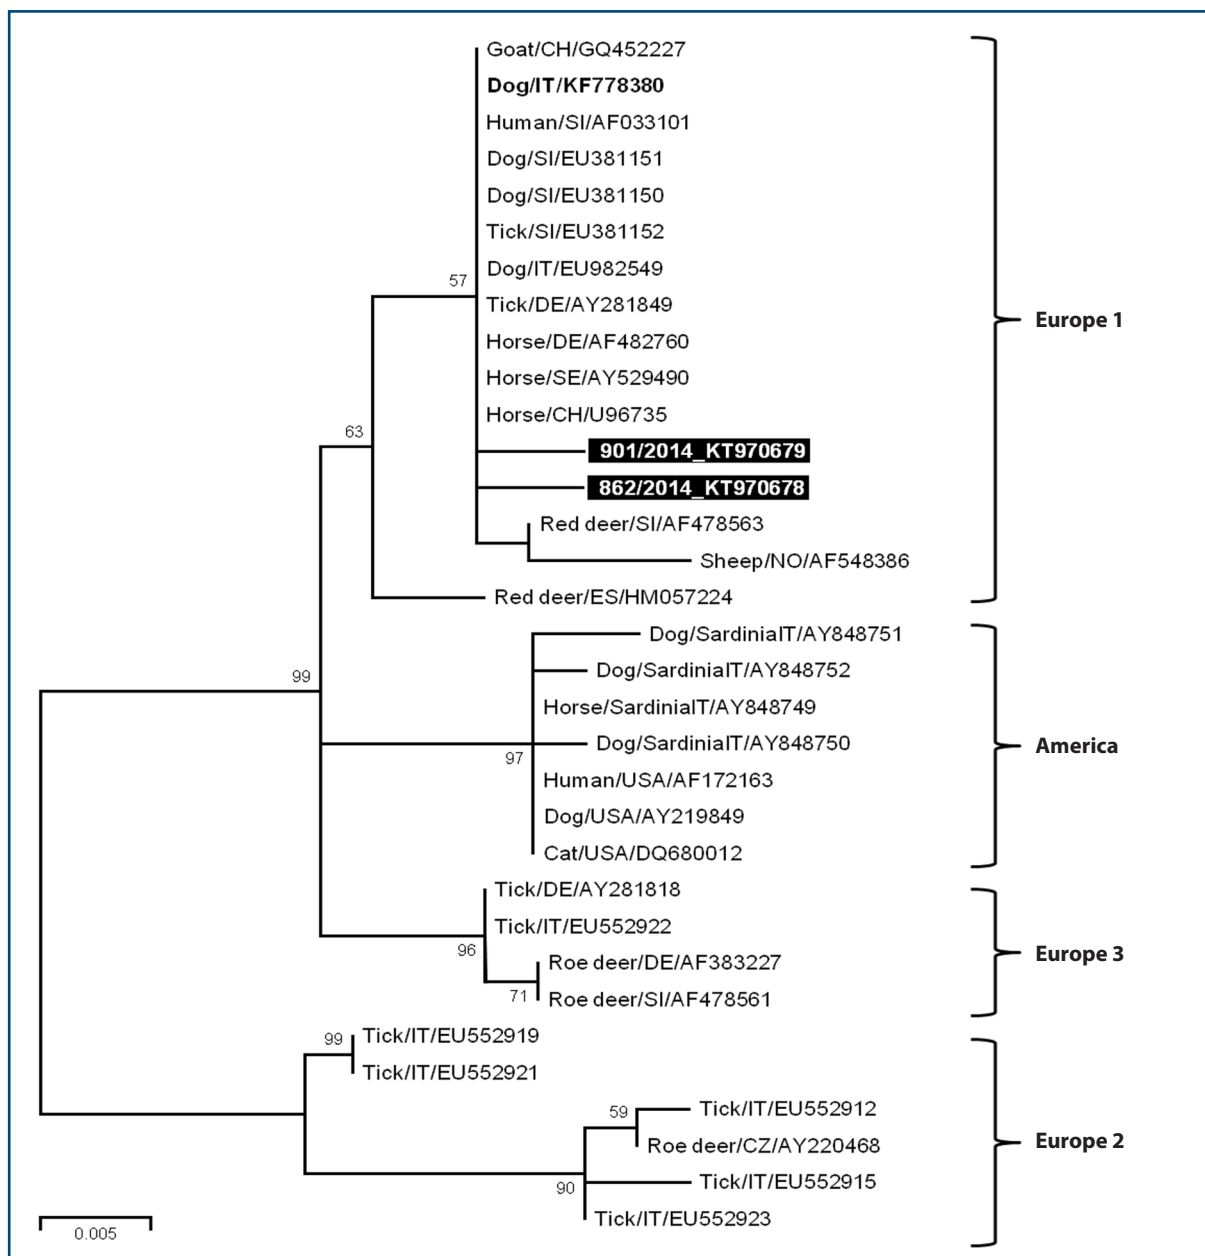 Goat/CH/GQ452227
Dog/IT/KF778380
Human/SI/AF033101
Dog/SI/EU381151
Dog/SI/EU381150
Tick/SI/EU381152
Dog/IT/EU982549
57
Tick/DE/AY281849
Europe 1
Horse/DE/AF482760
Horse/SE/AY529490
Horse/CH/U96735
63
901/2014_KT970679
862/2014_KT970678
Red deer/SI/AF478563
Sheep/NO/AF548386
Red deer/ES/HM057224
Dog/SardiniaIT/AY848751
99
Dog/SardiniaIT/AY848752
Horse/SardiniaIT/AY848749
Dog/SardiniaIT/AY848750
America
97
Human/USA/AF172163
Dog/USA/AY219849
Cat/USA/DQ680012
Tick/DE/AY281818
Tick/IT/EU552922
96
Europe 3
Roe deer/DE/AF383227
71
Roe deer/SI/AF478561
99
Tick/IT/EU552919
Tick/IT/EU552921
59
Tick/IT/EU552912
Roe deer/CZ/AY220468
Europe 2
90
Tick/IT/EU552915
Tick/IT/EU552923
0.005